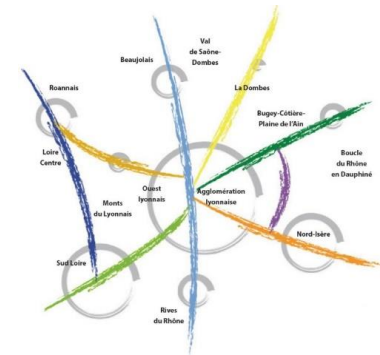 Val
de Saône-
Dombes
Beaujolais
Roannais
La Dombes
Bugey-Côtière-
Plaine de l'Ain
Loire
Centre
Boucle
du Rhône
en Dauphiné
Ouest
lyonnais
Agglomération
lyonnaise
Monts
du Lyonnais
Nord-Isère
Sud Loire
Rives
du Rhône